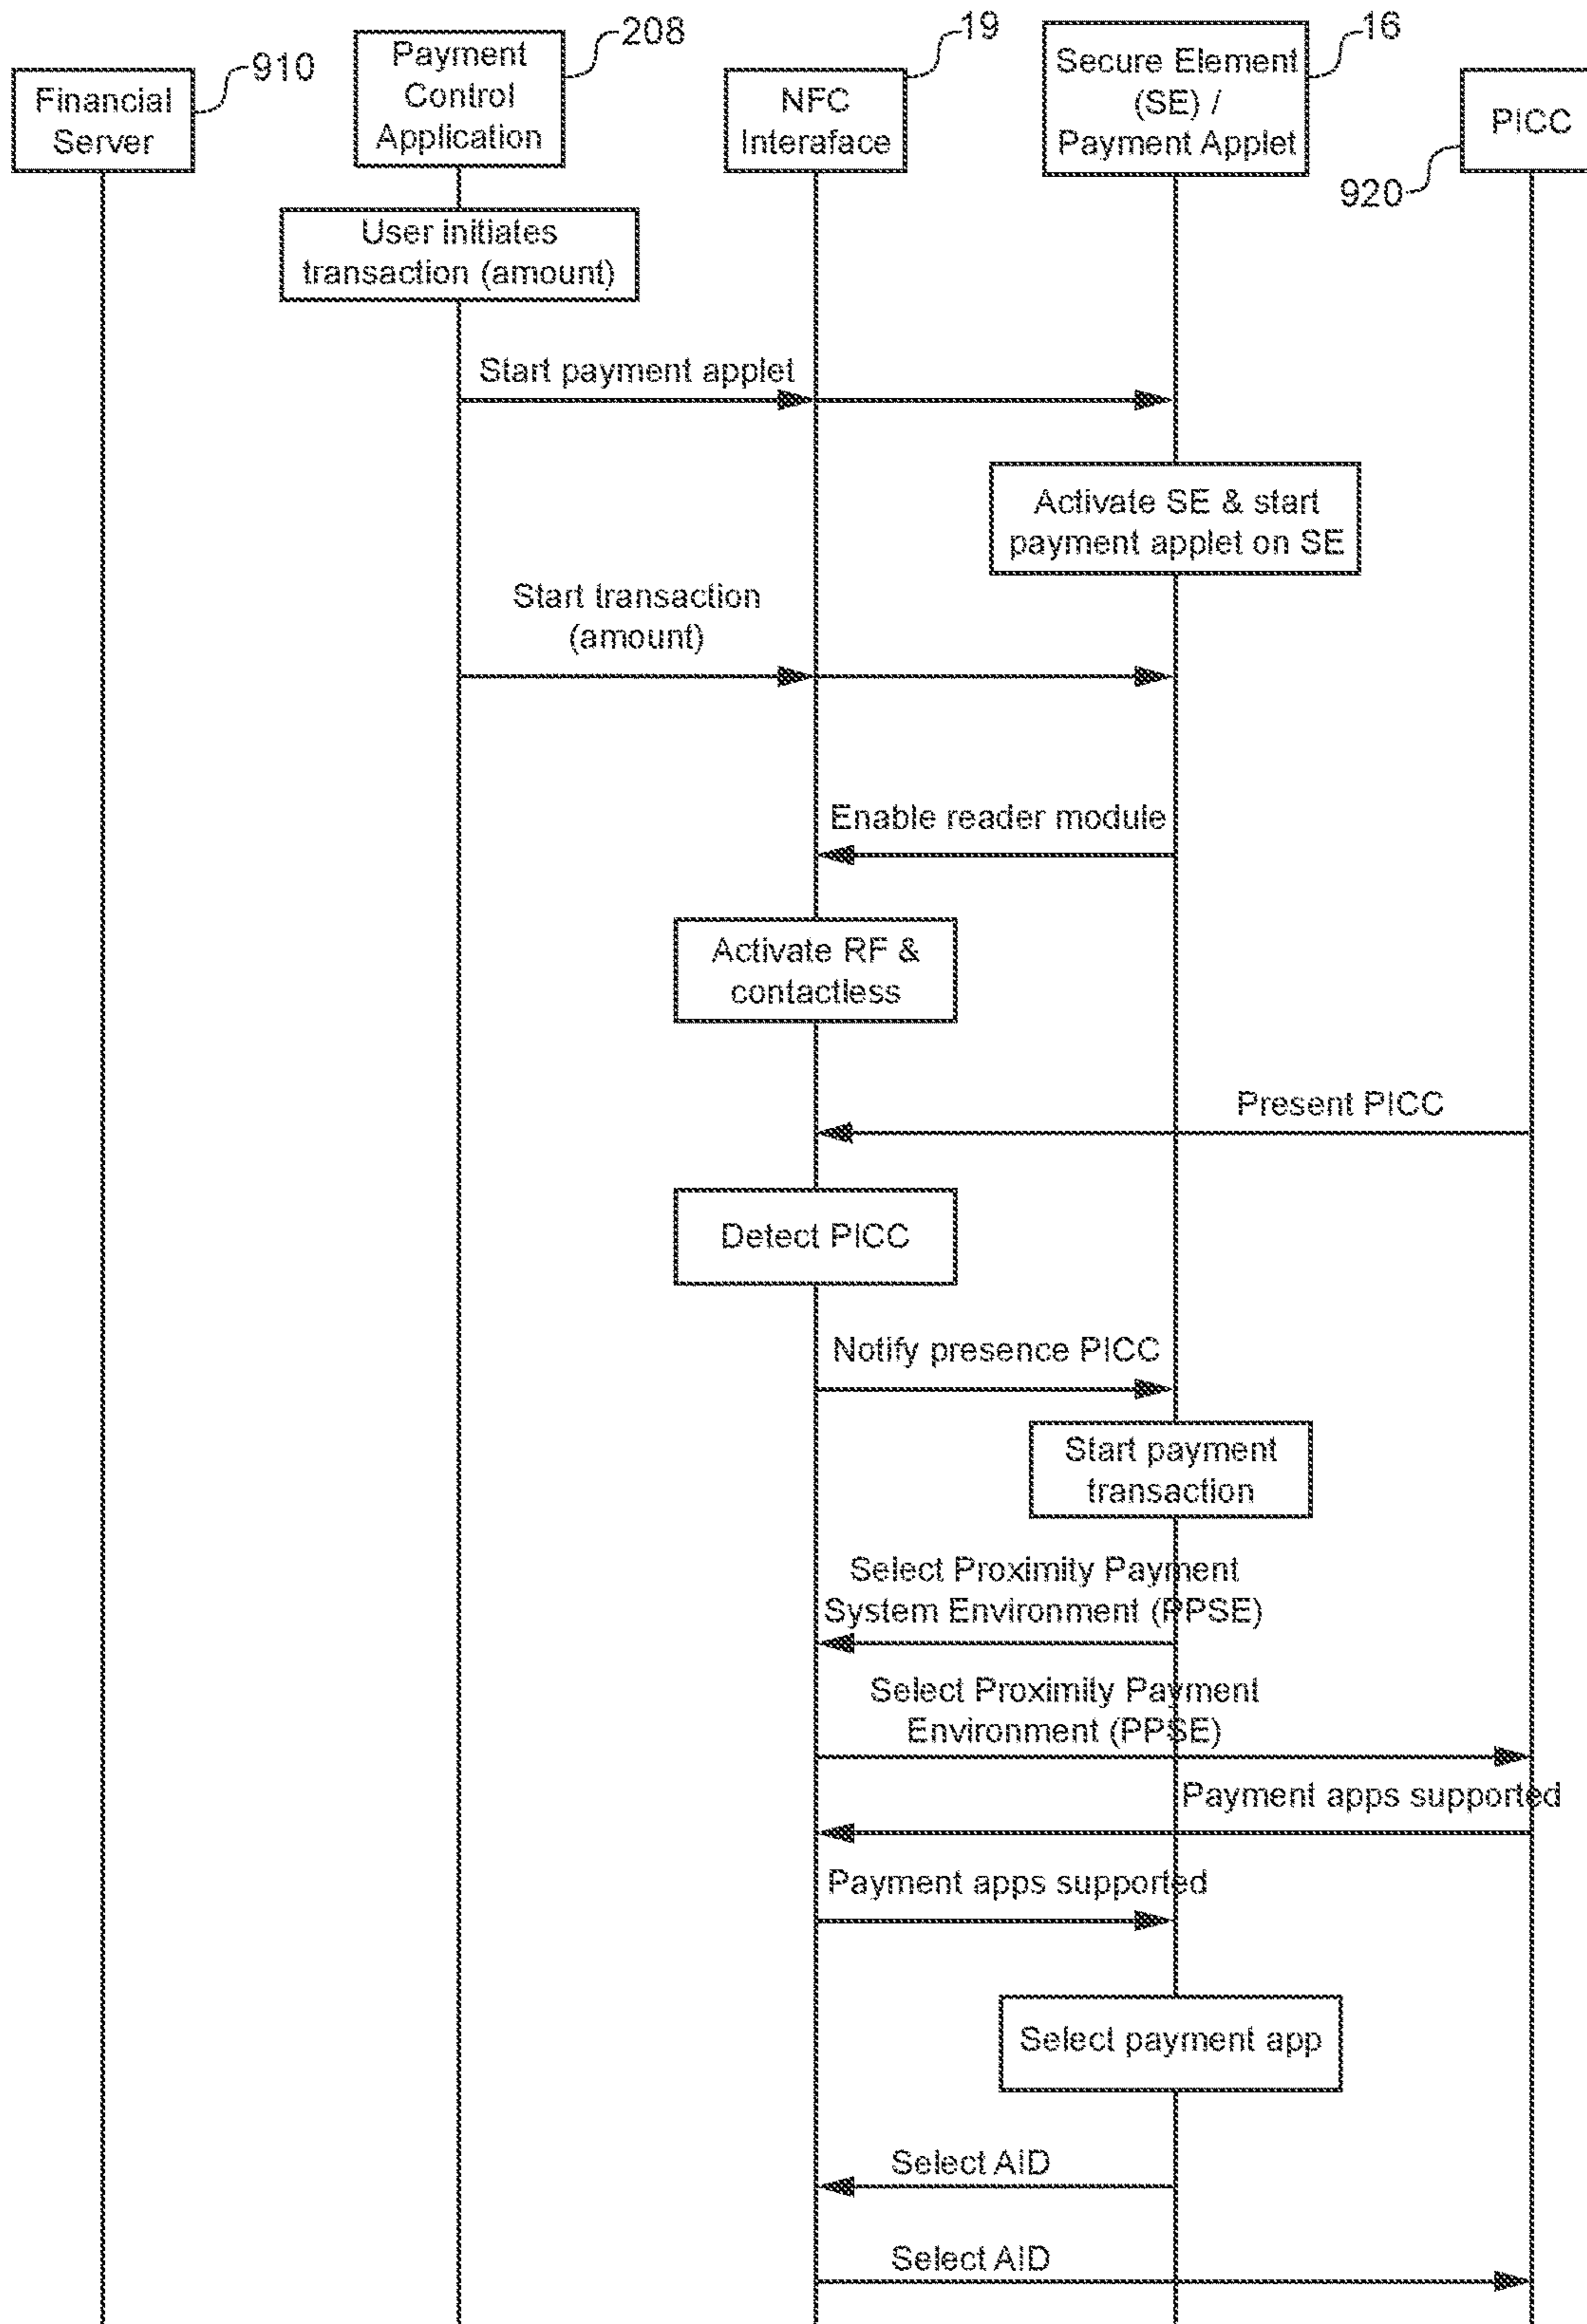 910
208
19
16
920
Financial
Server
Payment
Control
Application
NFC
Interaface
Secure Element
(SE) /
Payment Applet
PICC
User initiates
transaction (amount)
Start payment applet
Activate SE & start
payment applet on SE
Start transaction
(amount)
Enable reader module
Activate RF &
contactless
Present PICC
Detect PICC
Notify presence PICC
Start payment
transaction
Select Proximity Payment
System Environment (PPSE)
Select Proximity Payment
Environment (PPSE)
Payment apps supported
Payment apps supported
Select payment app
Select AID
Select AID